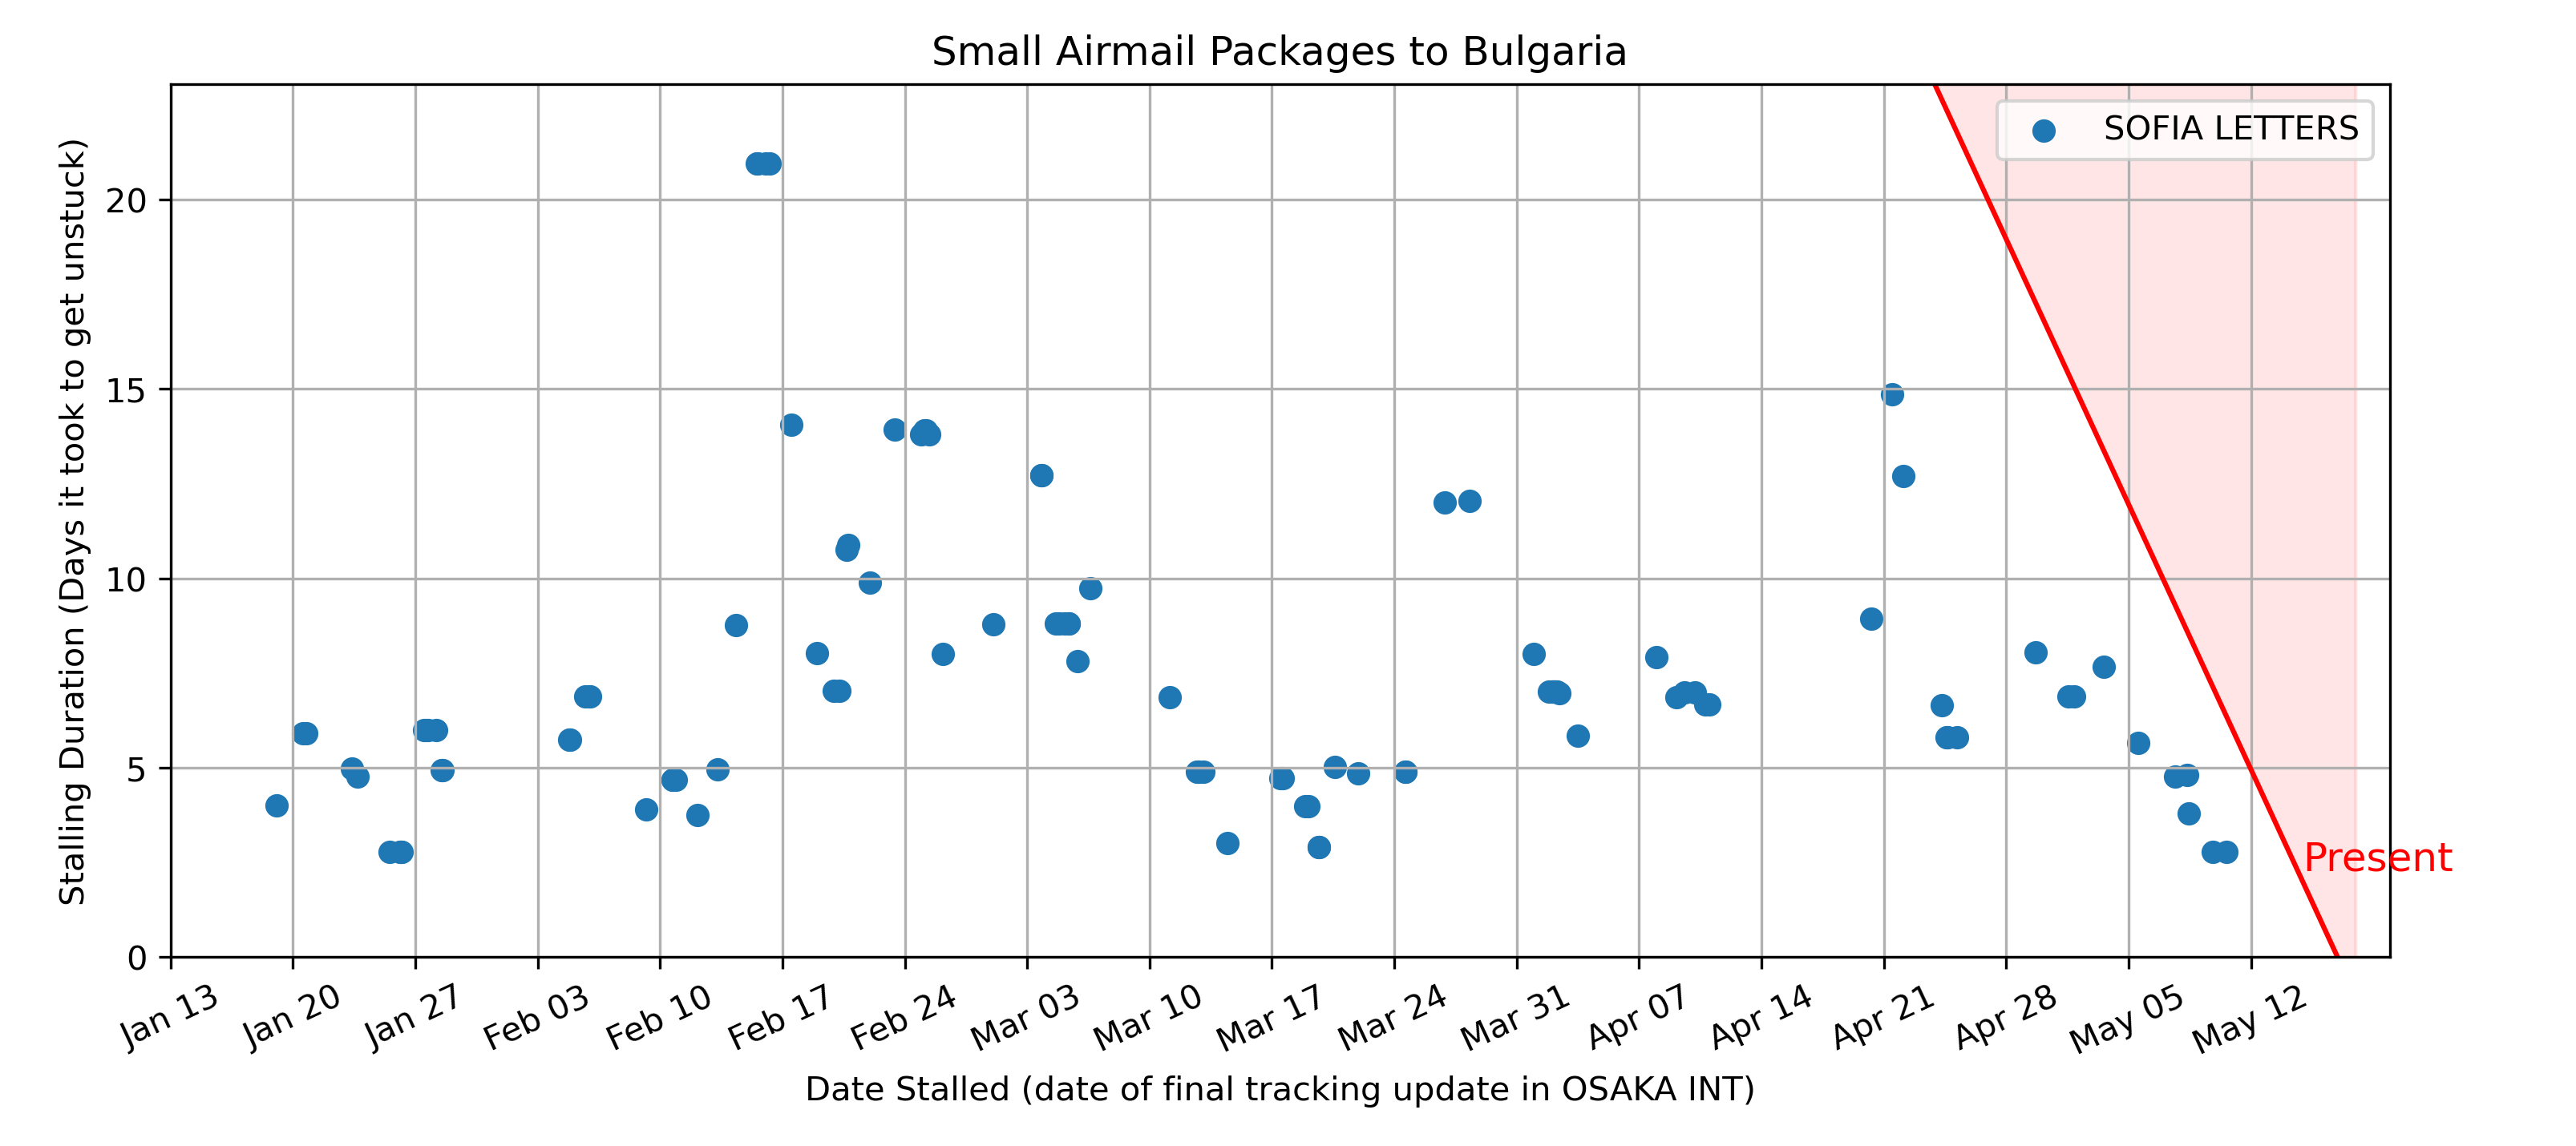 Small Airmail Packages to Bulgaria
SOFIA LETTERS
Stalling Duration (Days it took to get unstuck)
20
15
10
5
0
Present
Jan 13
Jan 20
Jan 27
Feb 03
Feb 10
Feb 17
Feb 24
Mar 03
Mar 10
Mar 17
Mar 24
Mar 31
Apr 07
Apr 14
Apr 21
Apr 28
May 05
May 12
Date Stalled (date of final tracking update in OSAKA INT)